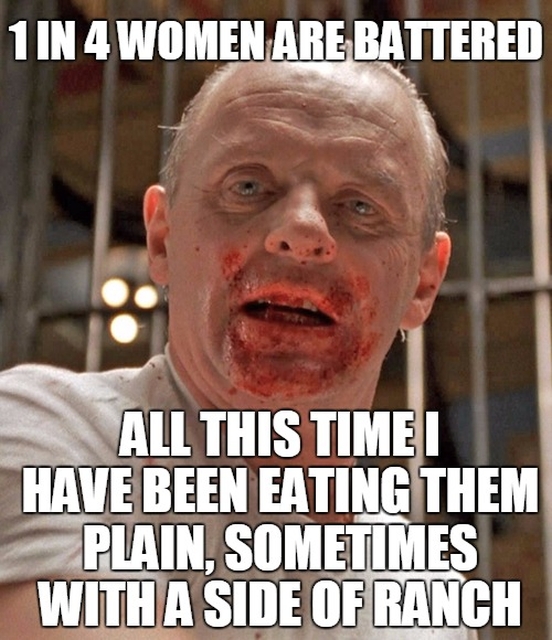 1 IN 4 WOMEN ARE BATTERED
ALL THIS TIME I
HAVE BEEN EATING THEM
PLAIN, SOMETIMES
WITH A SIDE OF RANCH